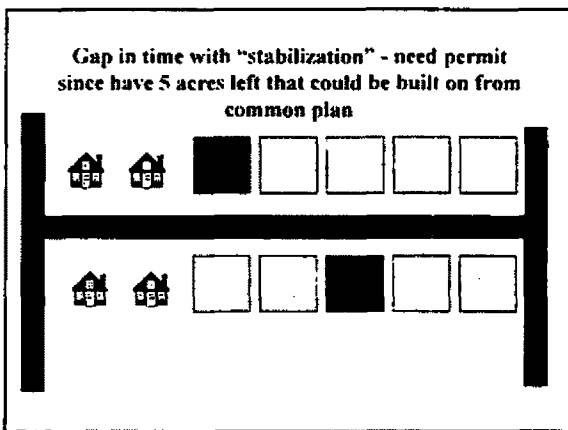 Gap in time with “stabilization” - need permit
since have 5 acres left that could be built on from
common plan